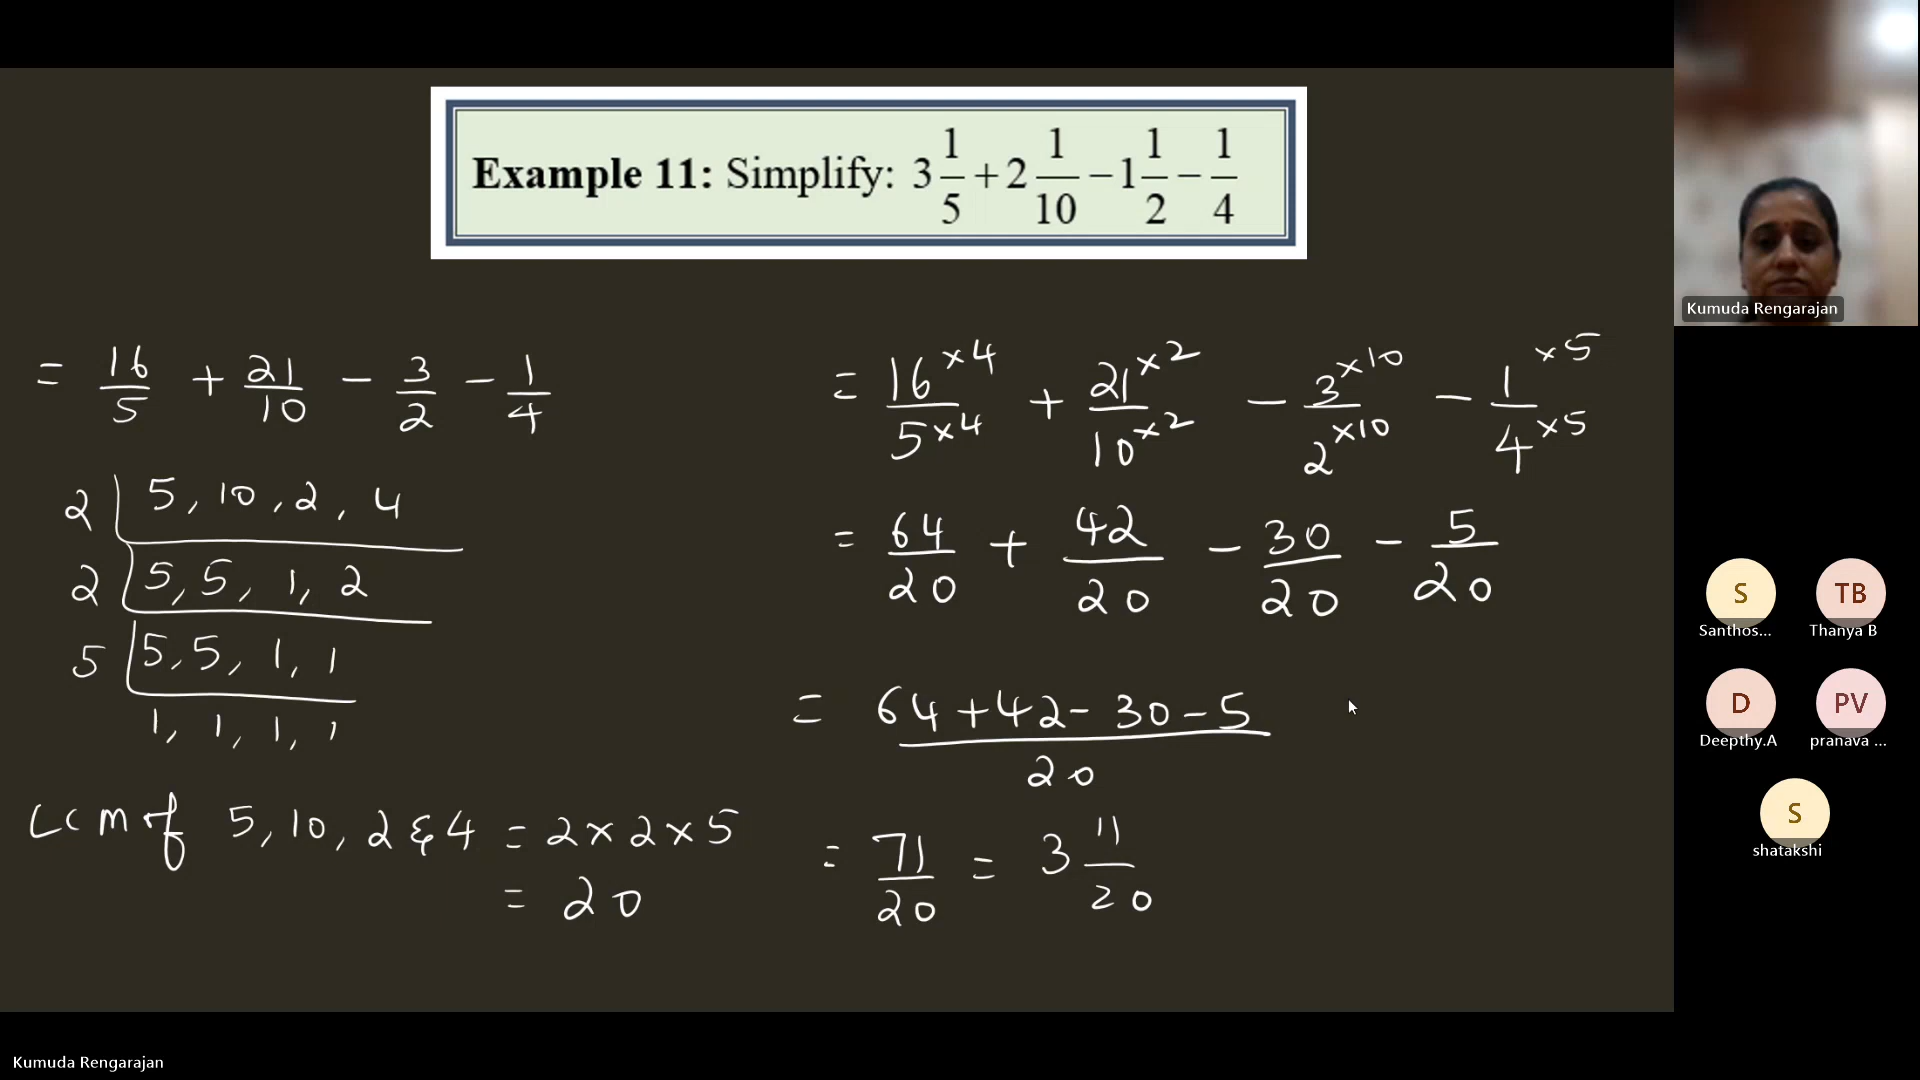 Example 11: Simplify: 3 1/5 + 2 1/10 − 1 1/2 − 1/4
= 16/5 + 21/10 − 3/2 − 1/4
2 | 5, 10, 2, 4
2 | 5, 5, 1, 2
5 | 5, 5, 1, 1
1, 1, 1, 1
LCM of 5, 10, 2 & 4 = 2 × 2 × 5
= 20
= 16×4/5×4 + 21×2/10×2 − 3×10/2×10 − 1×5/4×5
= 64/20 + 42/20 − 30/20 − 5/20
= 64 + 42 − 30 − 5/20
= 71/20 = 3 11/20
Kumuda Rengarajan
S
Santhos...
TB
Thanya B
D
Deepthy.A
PV
pranava ...
S
shatakshi
Kumuda Rengarajan